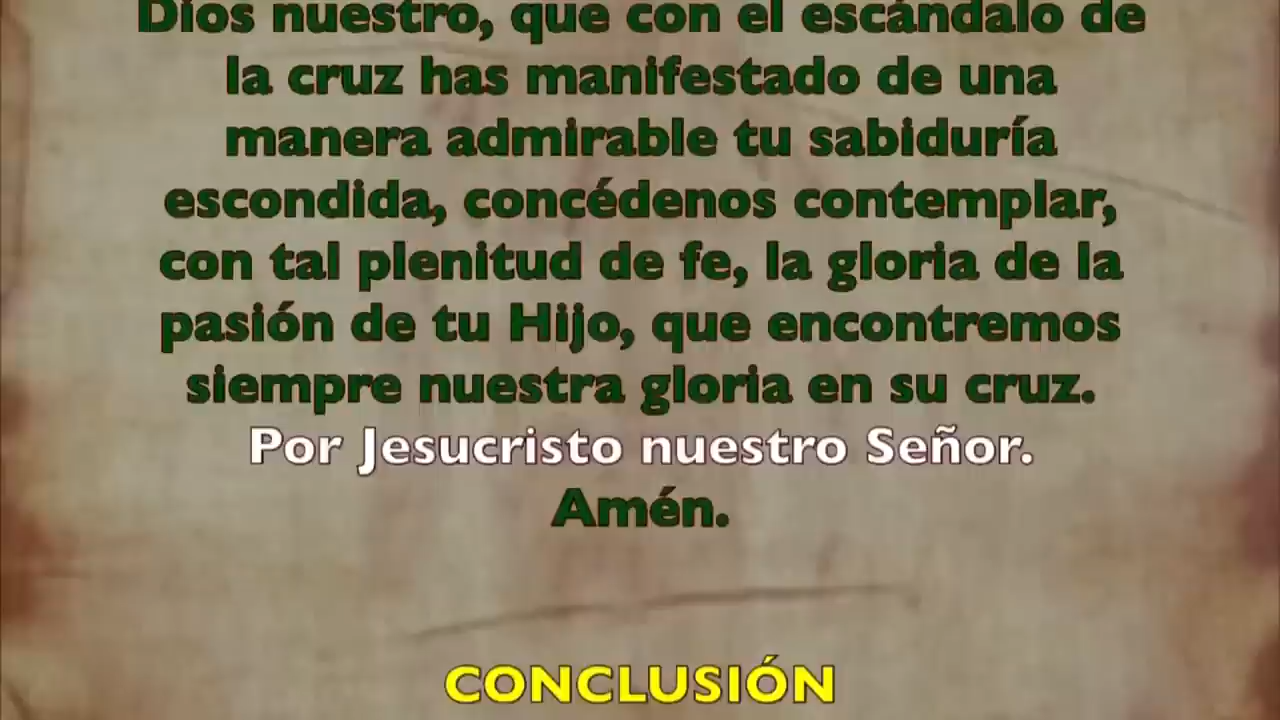 Dios nuestro, que con el escándalo de
la cruz has manifestado de una
manera admirable tu sabiduría
escondida, concédenos contemplar,
con tal plenitud de fe, la gloria de la
pasión de tu Hijo, que encontremos
siempre nuestra gloria en su cruz.
Por Jesucristo nuestro Señor.
Amén.
CONCLUSIÓN